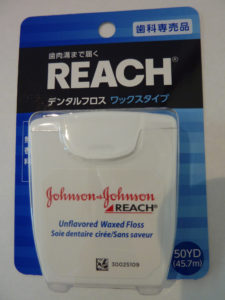 歯科専売品
歯肉溝まで届く
REACH®
デンタルフロス ワックスタイプ
Johnson & Johnson
REACH®
Unflavored Waxed Floss
Soie dentaire cirée/Sans saveur
30025109
50YD
(45.7m)